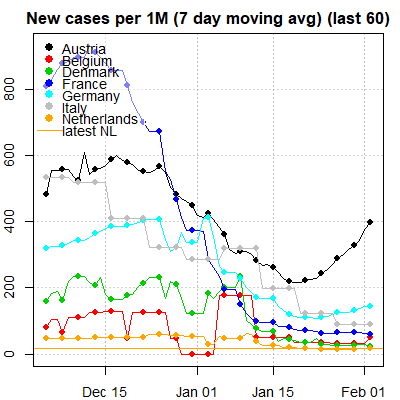 New cases per 1M (7 day moving avg) (last 60)
Austria
Belgium
Denmark
France
Germany
Italy
Netherlands
latest NL
800
600
400
200
0
Dec 15 Jan 01 Jan 15 Feb 01